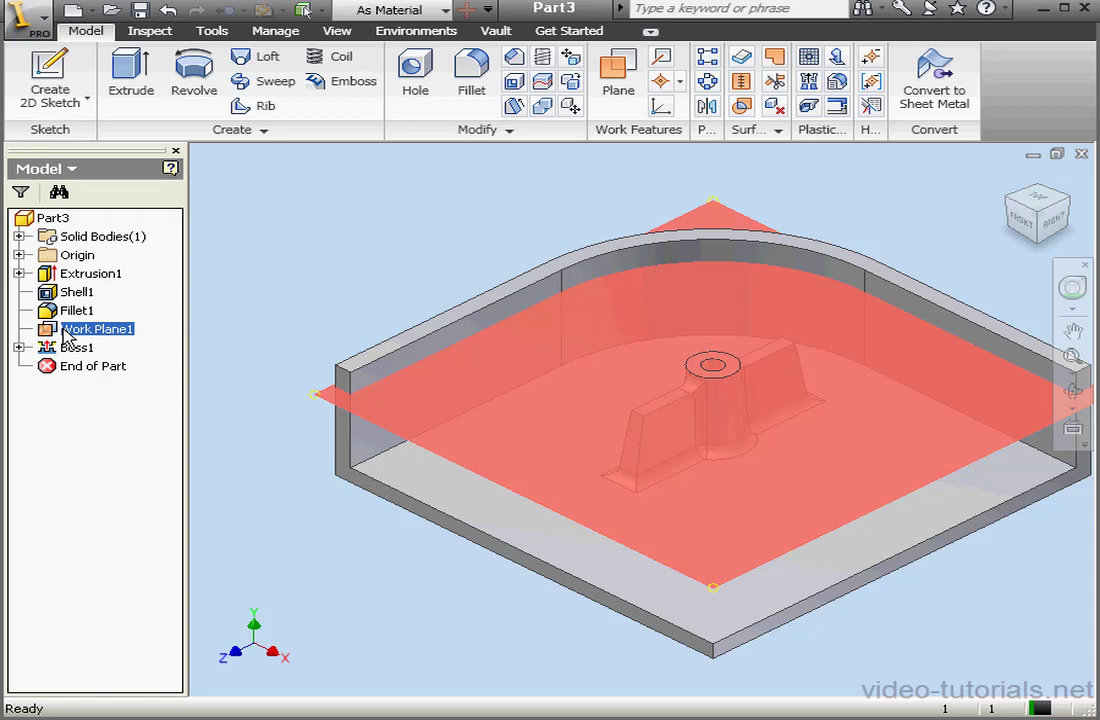 PRO
As Material
Part3
Type a keyword or phrase
Model
Inspect
Tools
Manage
View
Environments
Vault
Get Started
Create
2D Sketch
Extrude
Revolve
Loft
Sweep
Rib
Coil
Emboss
Hole
Fillet
Plane
Convert to
Sheet Metal
Sketch
Create
Modify
Work Features
P...
Surf...
Plastic...
H...
Convert
Model
Part3
Solid Bodies(1)
Origin
Extrusion1
Shell1
Fillet1
Work Plane1
Boss1
End of Part
TOP
FRONT
RIGHT
Y
Z
X
video-tutorials.net
Ready
1
1